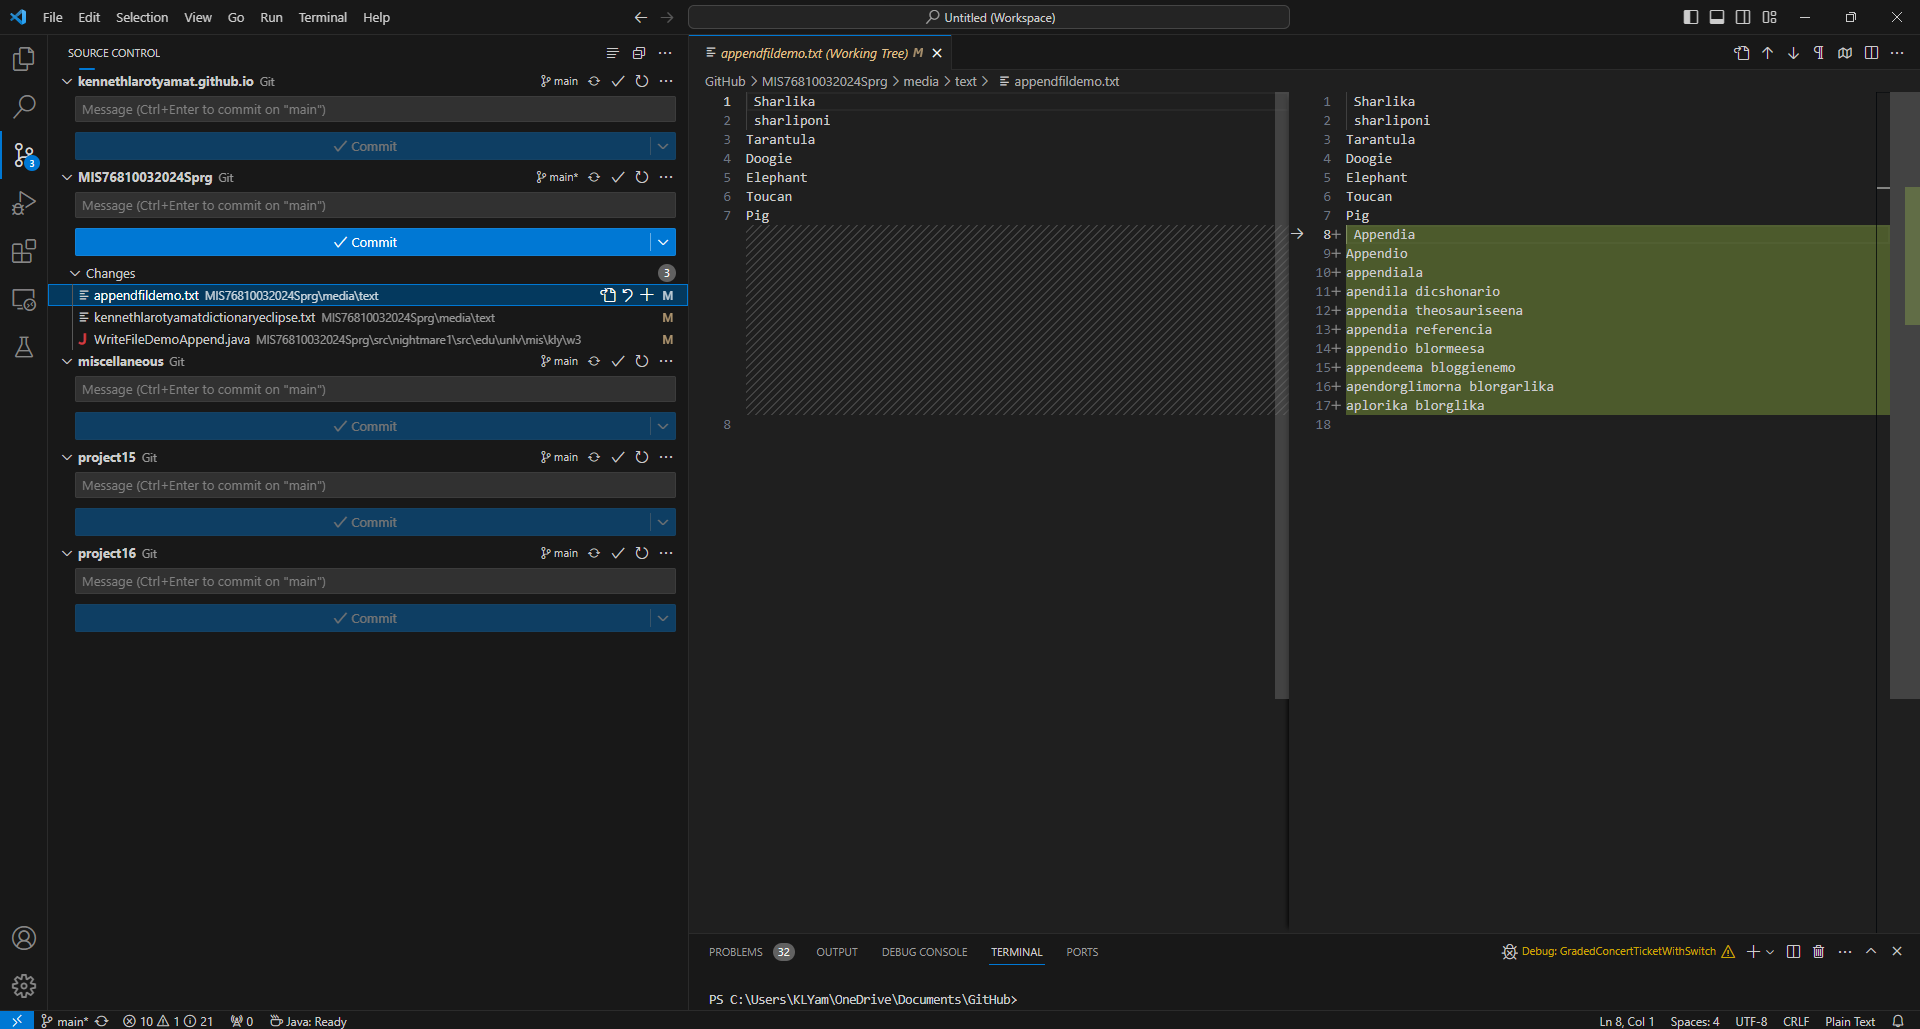 File Edit Selection View Go Run Terminal Help
Untitled (Workspace)
SOURCE CONTROL
kennethlarotyamat.github.io Git main
Message (Ctrl+Enter to commit on "main")
Commit
MIS76810032024Sprg Git main*
Message (Ctrl+Enter to commit on "main")
Commit
Changes 3
appendfildemo.txt MIS76810032024Sprg\media\text M
kennethlarotyamatdictionaryeclipse.txt MIS76810032024Sprg\media\text M
J WriteFileDemoAppend.java MIS76810032024Sprg\src\nightmare1\src\edu\unlv\mis\kly\w3 M
miscellaneous Git main
Message (Ctrl+Enter to commit on "main")
Commit
project15 Git main
Message (Ctrl+Enter to commit on "main")
Commit
project16 Git main
Message (Ctrl+Enter to commit on "main")
Commit
3
appendfildemo.txt (Working Tree) M
GitHub > MIS76810032024Sprg > media > text > appendfildemo.txt
1 Sharlika
2 sharliponi
3 Tarantula
4 Doogie
5 Elephant
6 Toucan
7 Pig
8
1 Sharlika
2 sharliponi
3 Tarantula
4 Doogie
5 Elephant
6 Toucan
7 Pig
8+ Appendia
9+ Appendio
10+ appendiala
11+ apendila dicshonario
12+ appendia theosauriseena
13+ appendia referencia
14+ appendio blormeesa
15+ appendeema bloggienemo
16+ apendorglimorna blorgarlika
17+ aplorika blorglika
18
PROBLEMS 32 OUTPUT DEBUG CONSOLE TERMINAL PORTS
Debug: GradedConcertTicketWithSwitch
PS C:\Users\KLYam\OneDrive\Documents\GitHub>
main* 10 1 21 0 Java: Ready
Ln 8, Col 1 Spaces: 4 UTF-8 CRLF Plain Text